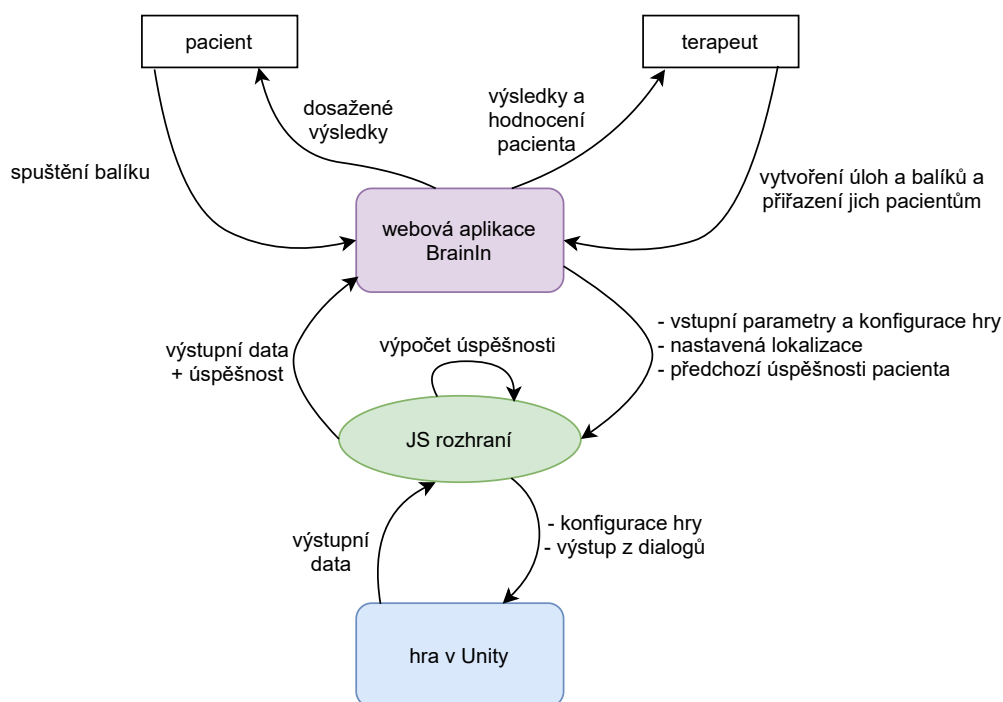 pacient
terapeut
dosažené
výsledky
výsledky a
hodnocení
pacienta
spuštění balíku
vytvoření úloh a balíků a
přiřazení jich pacientům
webová aplikace
BrainIn
výstupní data
+ úspěšnost
výpočet úspěšnosti
- vstupní parametry a konfigurace hry
- nastavená lokalizace
- předchozí úspěšnosti pacienta
JS rozhraní
výstupní
data
- konfigurace hry
- výstup z dialogů
hra v Unity